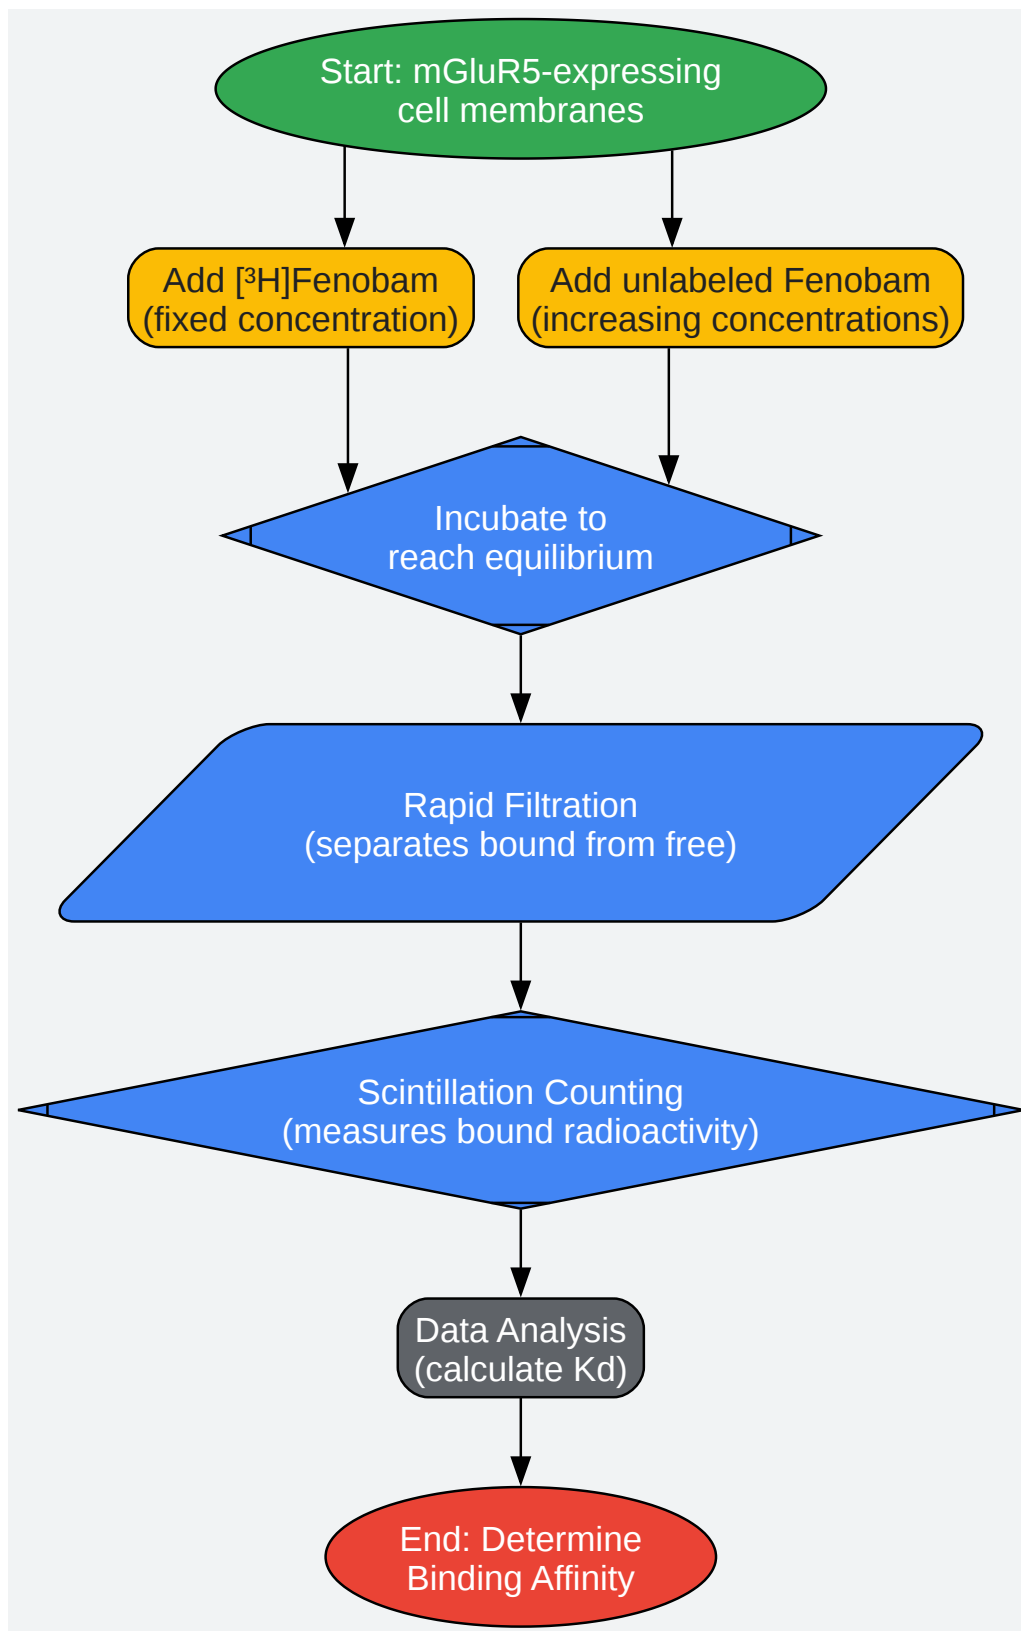 Start: mGluR5-expressing
cell membranes
Add [³H]Fenobam
(fixed concentration)
Add unlabeled Fenobam
(increasing concentrations)
Incubate to
reach equilibrium
Rapid Filtration
(separates bound from free)
Scintillation Counting
(measures bound radioactivity)
Data Analysis
(calculate Kd)
End: Determine
Binding Affinity